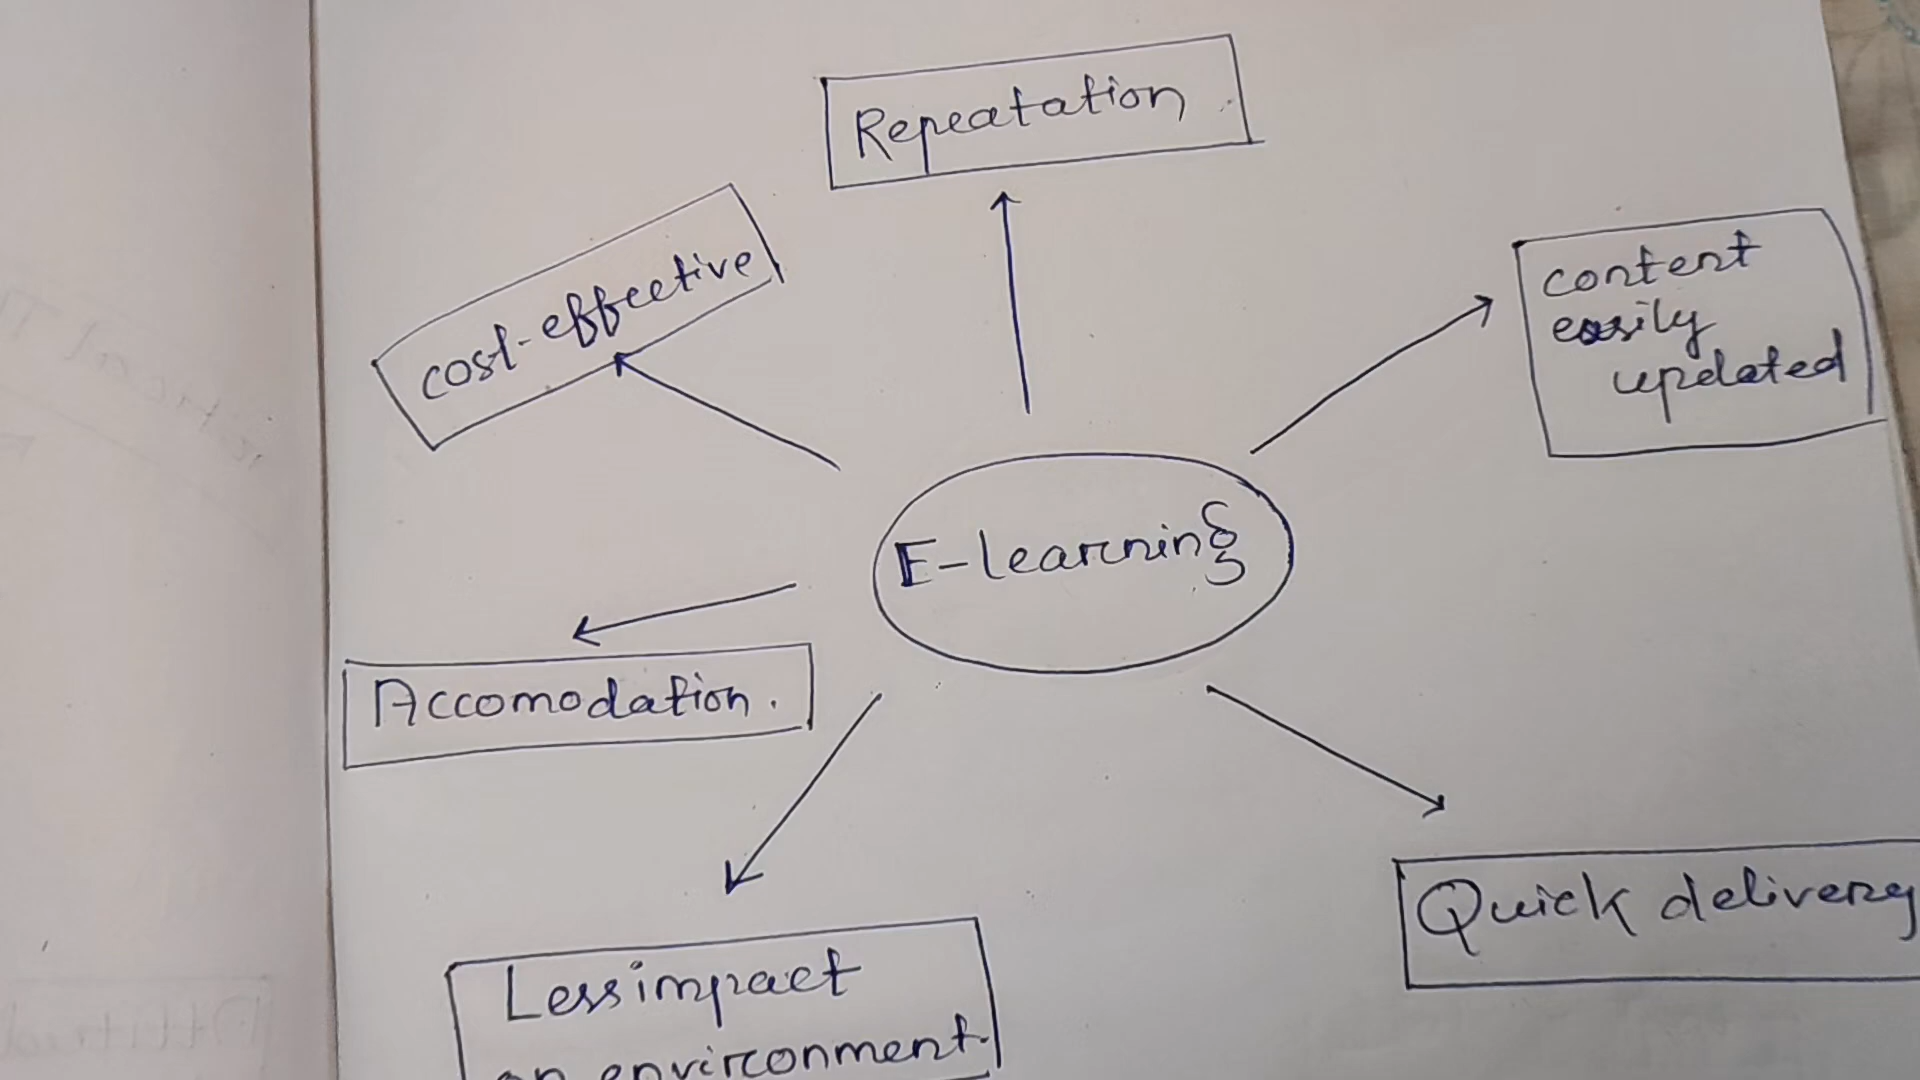 Repeatation
cost-effective
content
easily
updated
E-learning
Accomodation.
Quick delivery
Less impact
on environment.